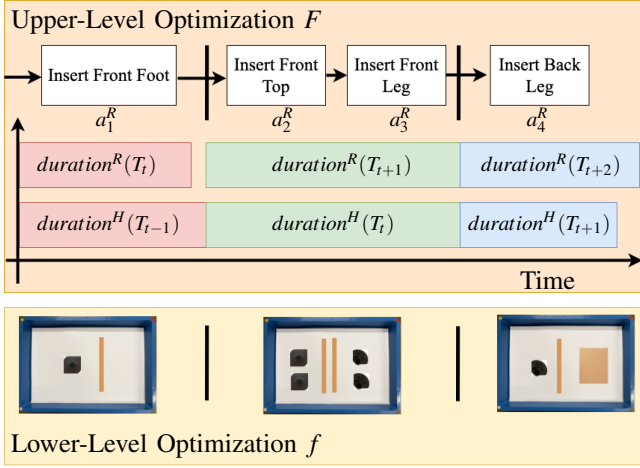 Upper-Level Optimization F
Insert Front Foot
Insert Front
Top
Insert Front
Leg
Insert Back
Leg
a_1^R
a_2^R
a_3^R
a_4^R
duration^R(T_t)
duration^R(T_{t+1})
duration^R(T_{t+2})
duration^H(T_{t−1})
duration^H(T_t)
duration^H(T_{t+1})
Time
Lower-Level Optimization f